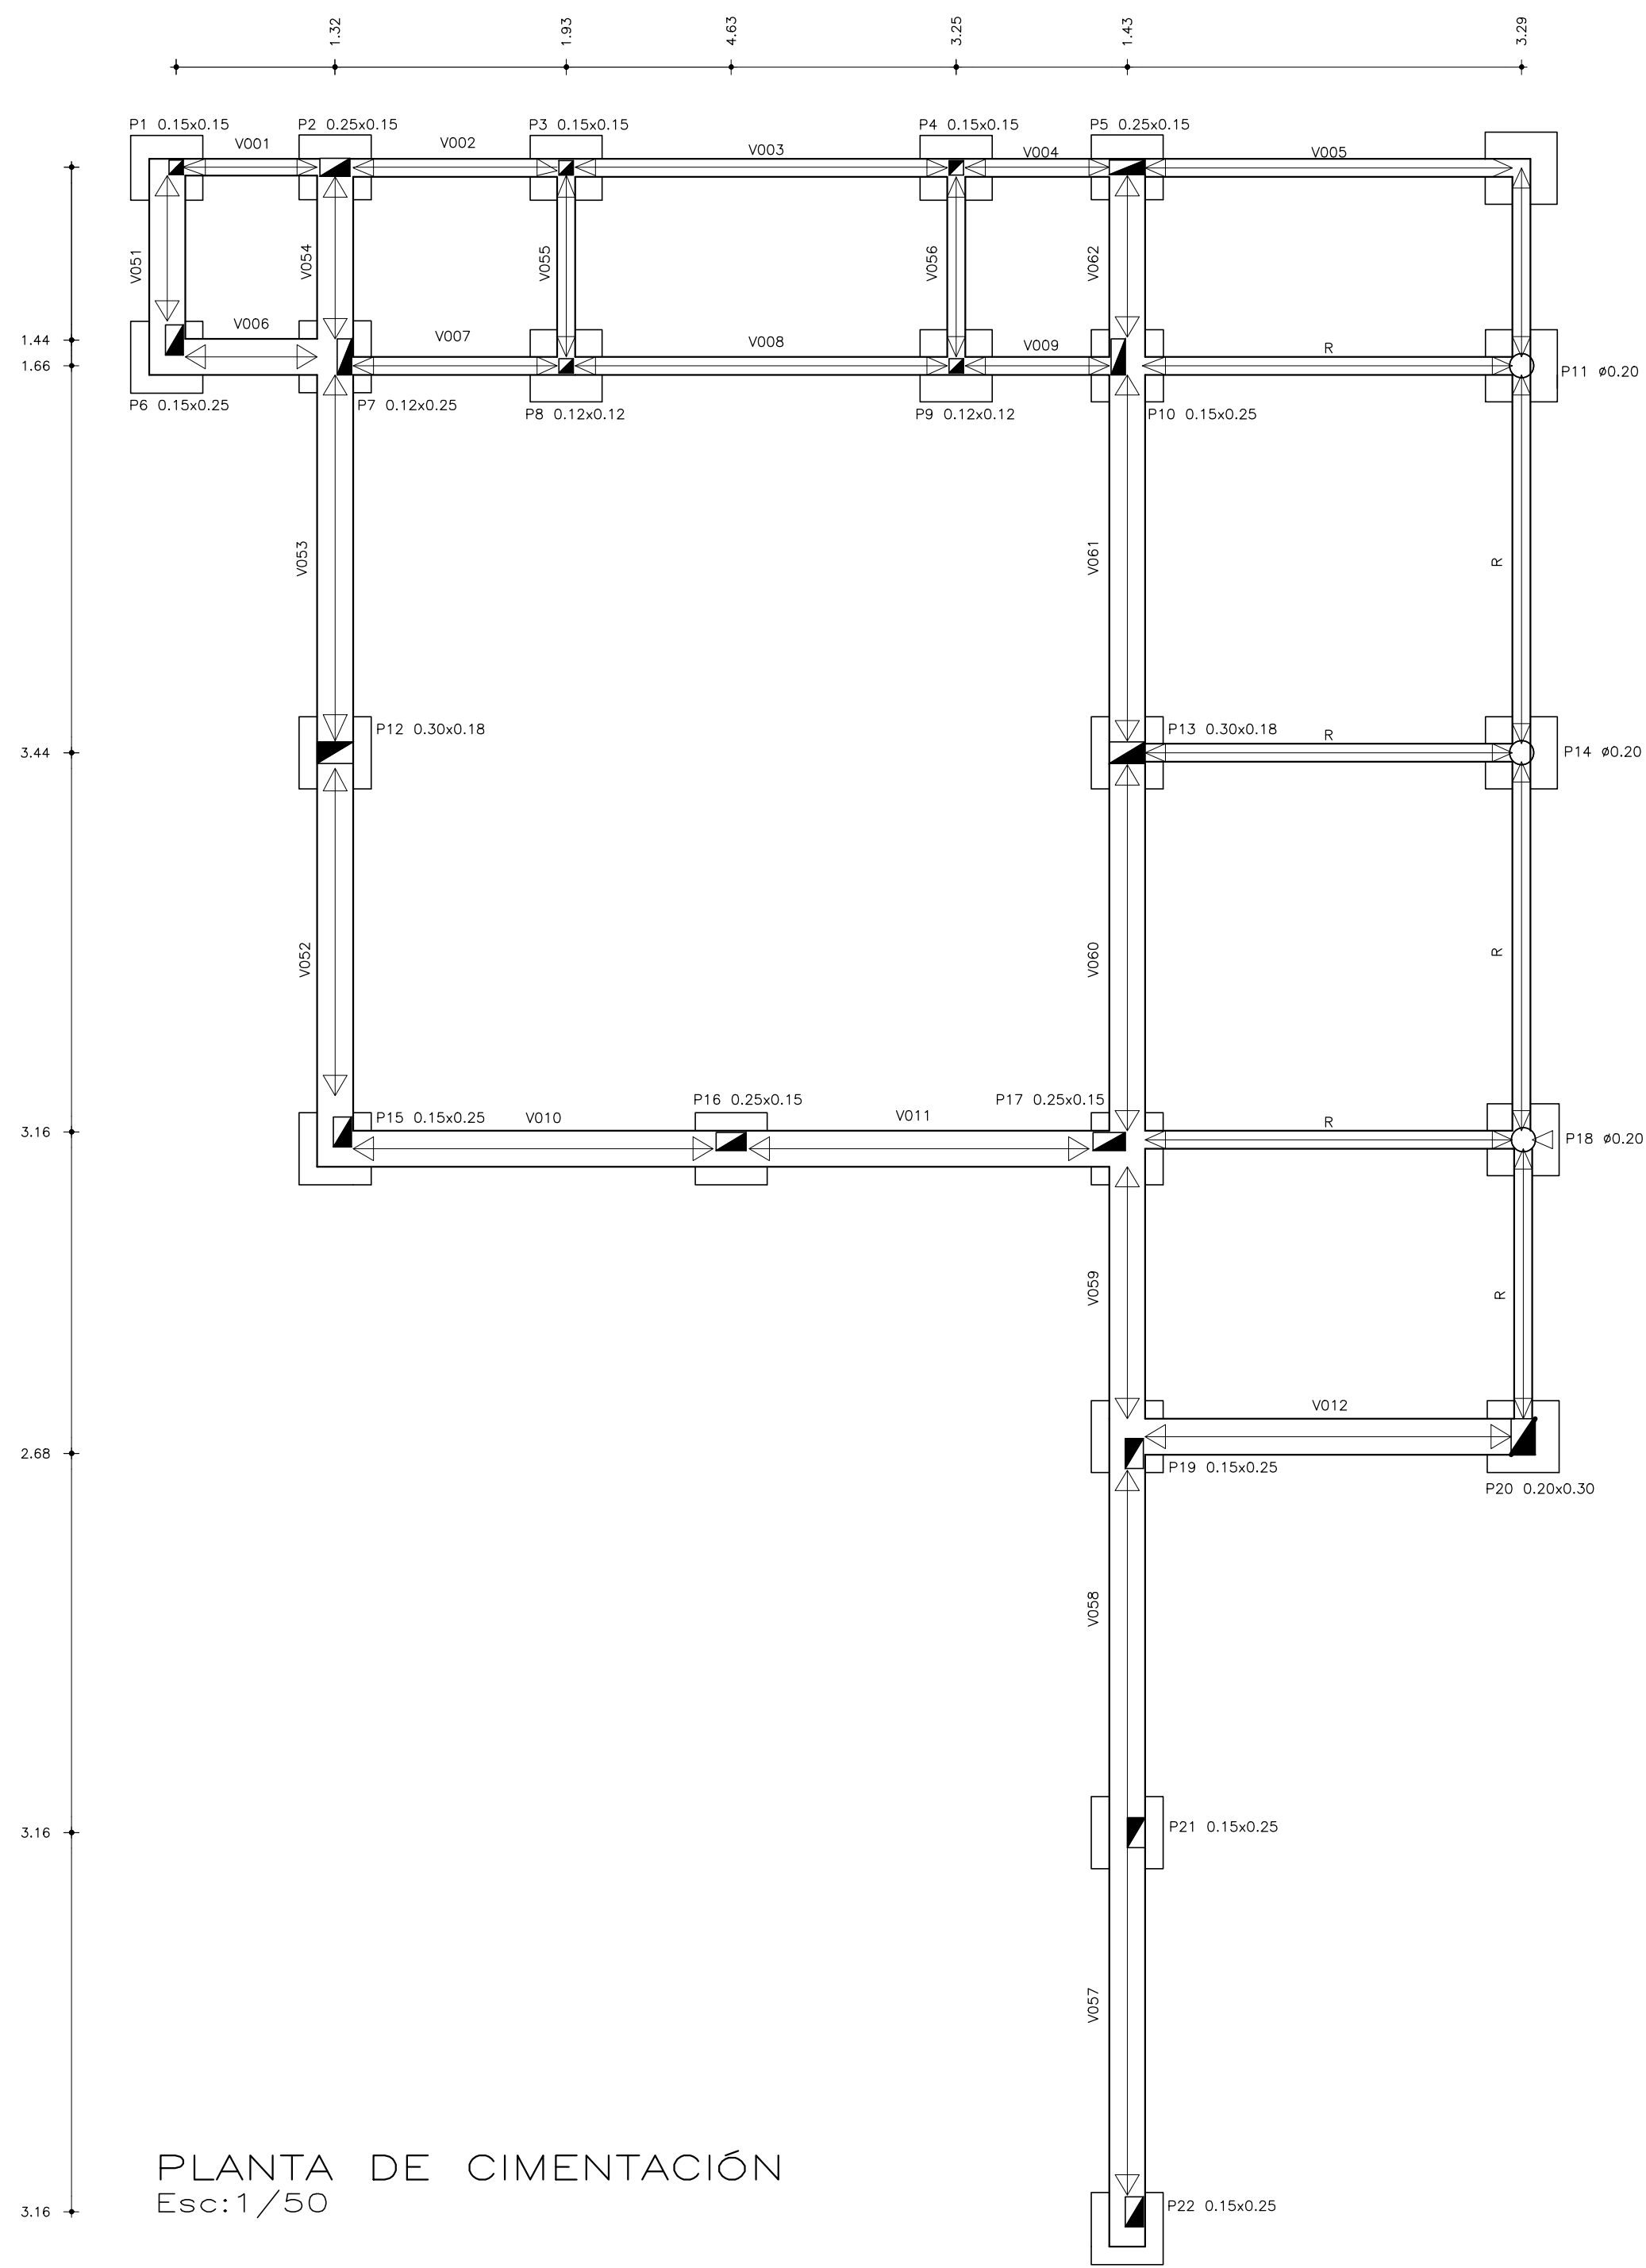 1.32
1.93
4.63
3.25
1.43
3.29
P1 0.15x0.15
P2 0.25x0.15
P3 0.15x0.15
P4 0.15x0.15
P5 0.25x0.15
V001
V002
V003
V004
V005
V051
V054
V055
V056
V062
1.44
1.66
V006
V007
V008
V009
R
P11 ø0.20
P6 0.15x0.25
P7 0.12x0.25
P8 0.12x0.12
P9 0.12x0.12
P10 0.15x0.25
V053
V061
R
3.44
P12 0.30x0.18
P13 0.30x0.18
R
P14 ø0.20
V052
V060
R
3.16
P15 0.15x0.25
V010
P16 0.25x0.15
V011
P17 0.25x0.15
R
P18 ø0.20
V059
R
2.68
V012
P19 0.15x0.25
P20 0.20x0.30
V058
3.16
P21 0.15x0.25
V057
PLANTA DE CIMENTACIÓN
Esc:1/50
3.16
P22 0.15x0.25